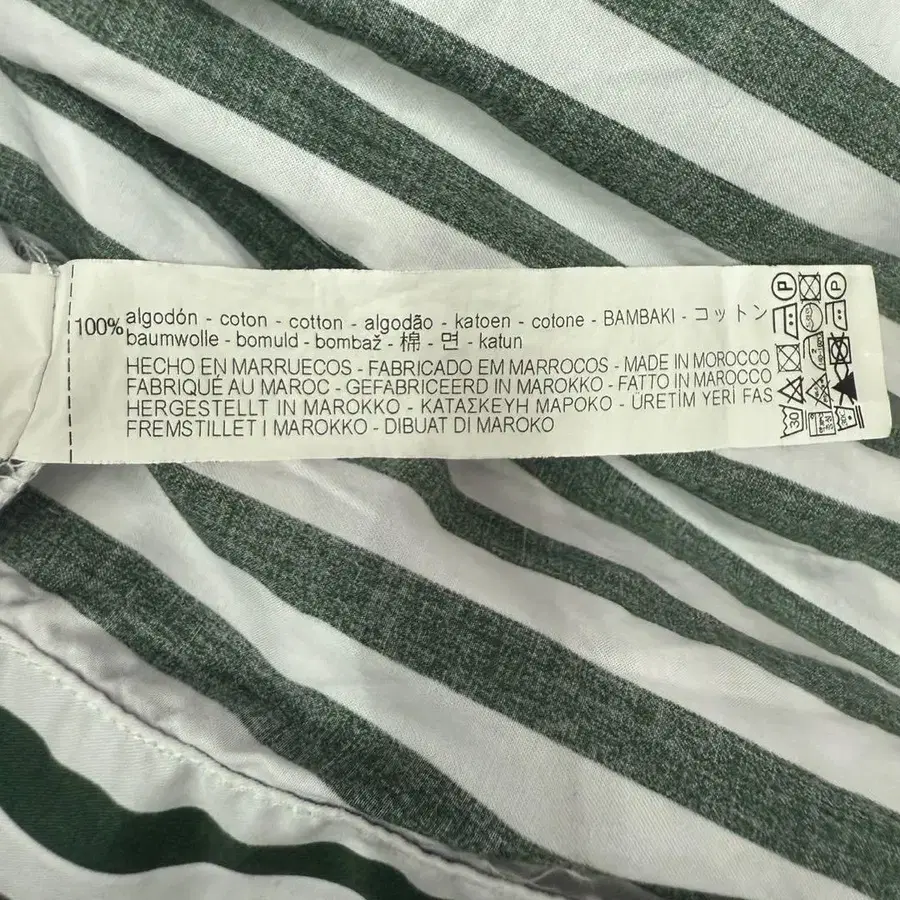 100% algodón - coton - cotton - algodão - katoen - cotone - BAMBAKI - コットン
baumwolle - bomuld - bombaž - 棉 - 면 - katun
HECHO EN MARRUECOS - FABRICADO EM MARROCOS - MADE IN MOROCCO
FABRIQUÉ AU MAROC - GEFABRICEERD IN MAROKKO - FATTO IN MAROCCO
HERGESTELLT IN MAROKKO - ΚΑΤΑΣΚΕΥΗ ΜΑΡΟΚΟ - ÜRETİM YERİ FAS
FREMSTILLET I MAROKKO - DIBUAT DI MAROKO
P P
30